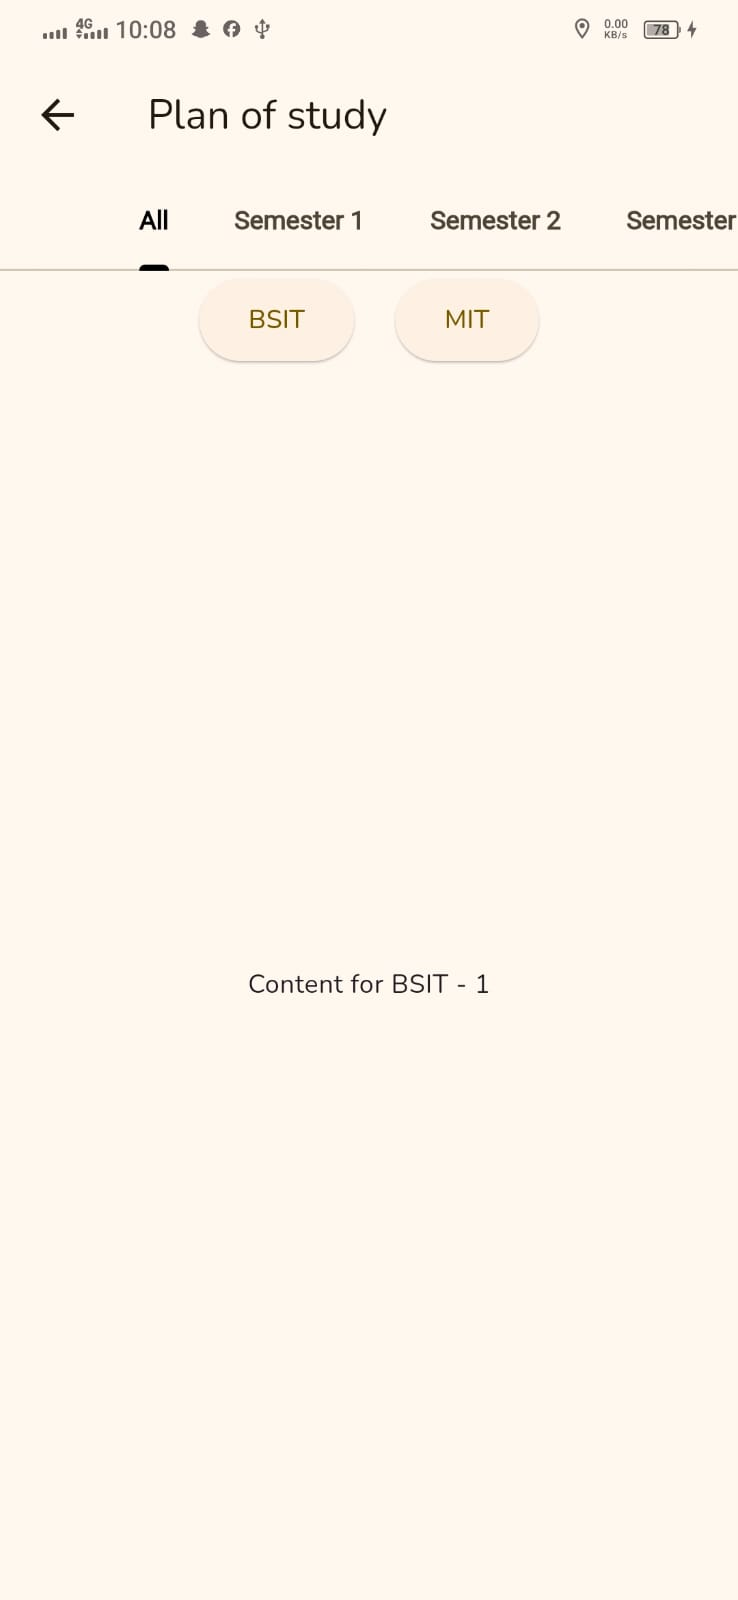 4G 10:08 0.00 KB/s 78
Plan of study
All Semester 1 Semester 2 Semester
BSIT MIT
Content for BSIT - 1